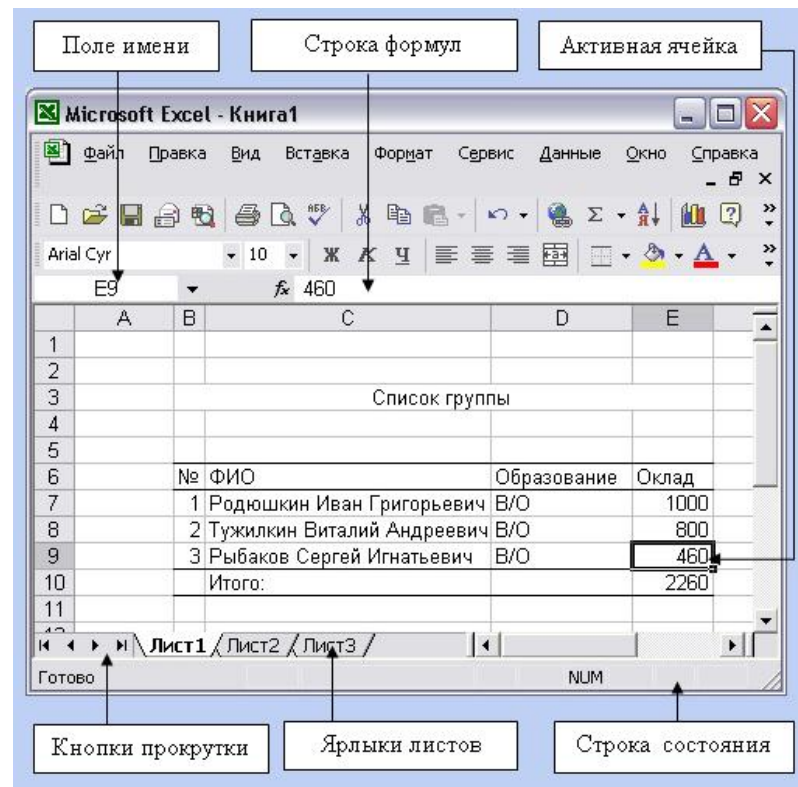 Поле имени Строка формул Активная ячейка
Microsoft Excel - Книга1
Файл Правка Вид Вставка Формат Сервис Данные Окно Справка
Arial Cyr 10 Ж К Ч
E9 fx 460
A B C D E
1
2
3 Список группы
4
5
6 № ФИО Образование Оклад
7 1 Родюшкин Иван Григорьевич В/О 1000
8 2 Тужилкин Виталий Андреевич В/О 800
9 3 Рыбаков Сергей Игнатьевич В/О 460
10 Итого: 2260
11
Лист1 Лист2 Лист3
Готово NUM
Кнопки прокрутки Ярлыки листов Строка состояния